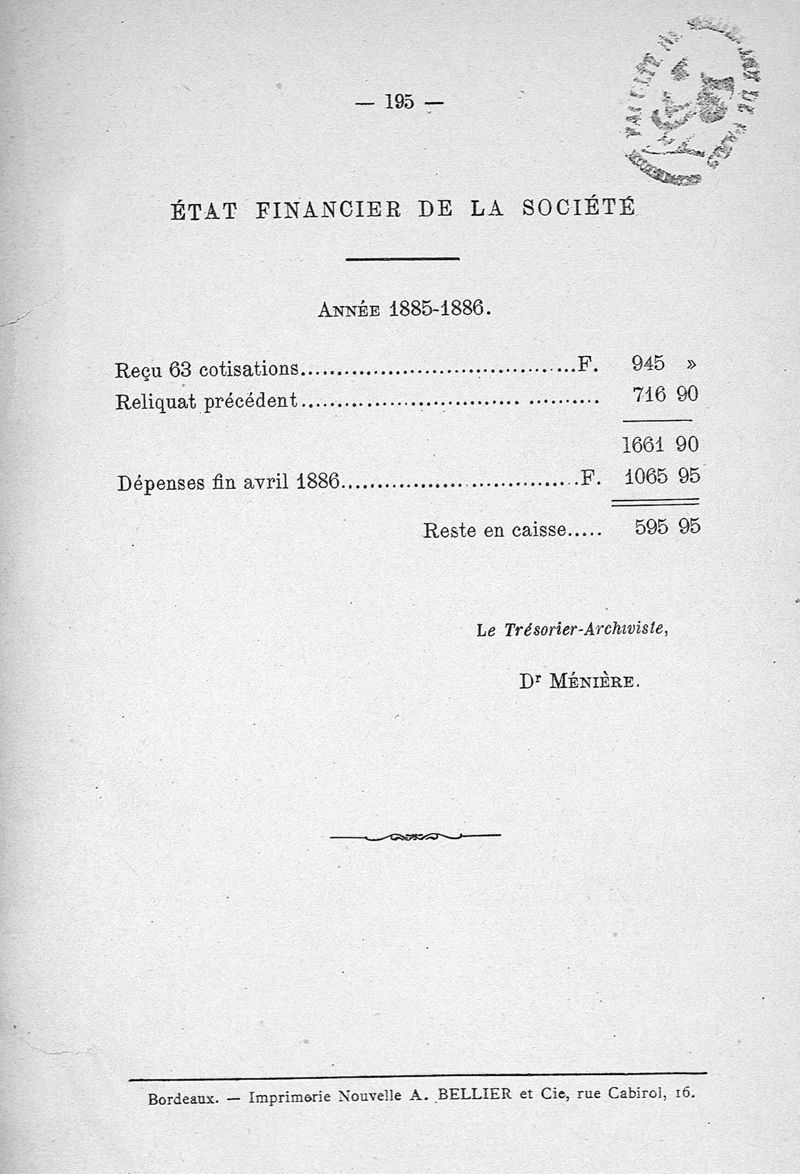 — 195 —
ÉTAT FINANCIER DE LA SOCIÉTÉ
ANNÉE 1885-1886.
Reçu 63 cotisations........................................F. 945 »
Reliquat précédent........................................ 716 90
1661 90
Dépenses fin avril 1886.................................F. 1065 95
Reste en caisse..... 595 95
Le Trésorier-Archiviste,
Dr MÉNIÈRE.
Bordeaux. — Imprimerie Nouvelle A. BELLIER et Cie, rue Cabirol, 16.